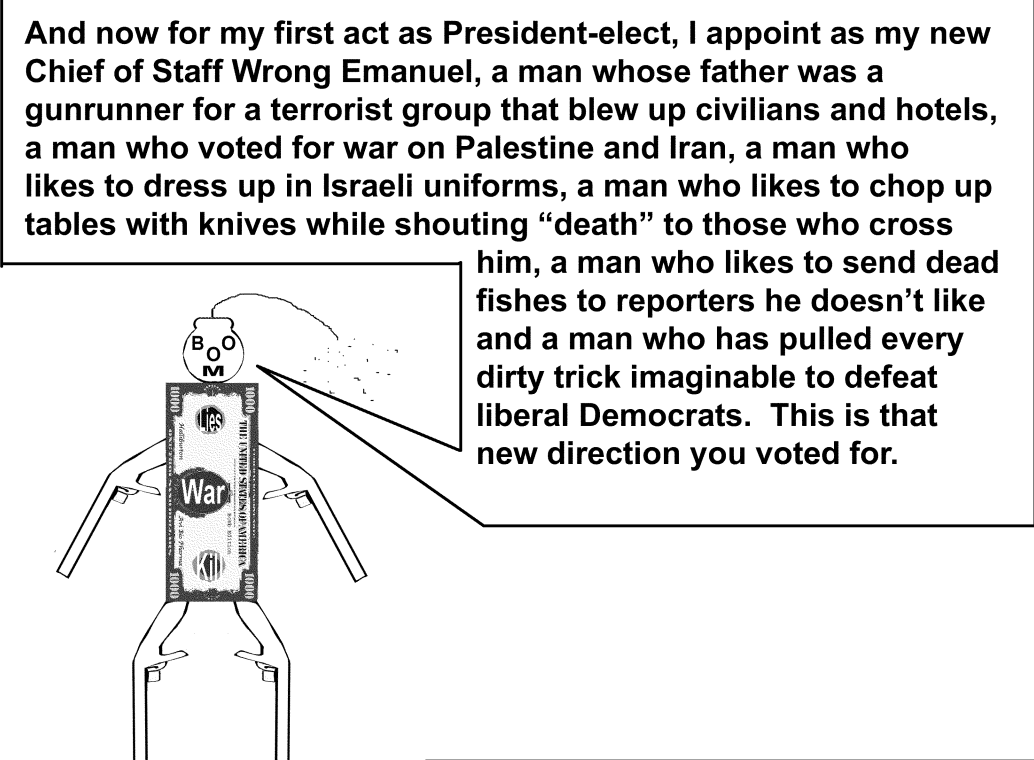 And now for my first act as President-elect, I appoint as my new
Chief of Staff Wrong Emanuel, a man whose father was a
gunrunner for a terrorist group that blew up civilians and hotels,
a man who voted for war on Palestine and Iran, a man who
likes to dress up in Israeli uniforms, a man who likes to chop up
tables with knives while shouting “death” to those who cross
him, a man who likes to send dead
fishes to reporters he doesn’t like
and a man who has pulled every
dirty trick imaginable to defeat
liberal Democrats.  This is that
new direction you voted for.
B O O
M
1000
1000
Lies
Halliburton
THE UNITED STATES OF AMERICA
War
Kill
1000
1000